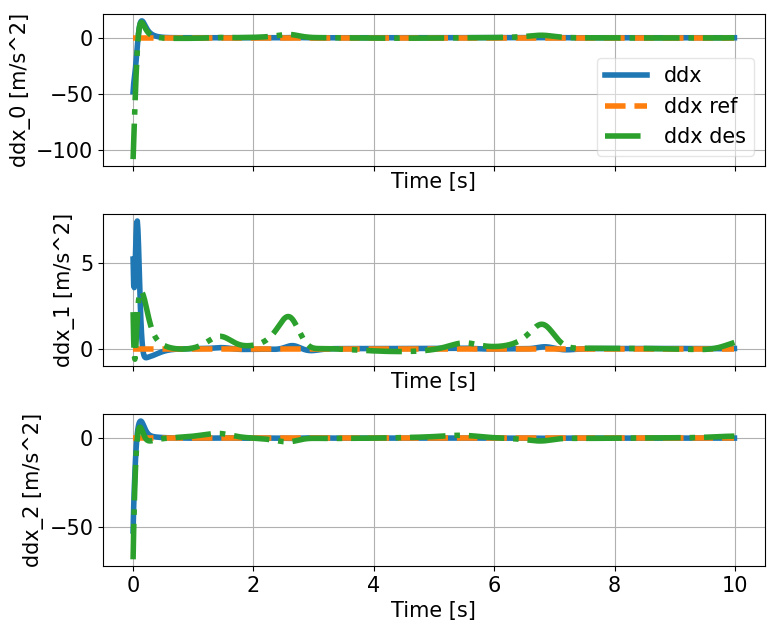 ddx_0 [m/s^2]
0
−50
−100
ddx
ddx ref
ddx des
Time [s]
ddx_1 [m/s^2]
5
0
Time [s]
ddx_2 [m/s^2]
0
−50
0 2 4 6 8 10
Time [s]